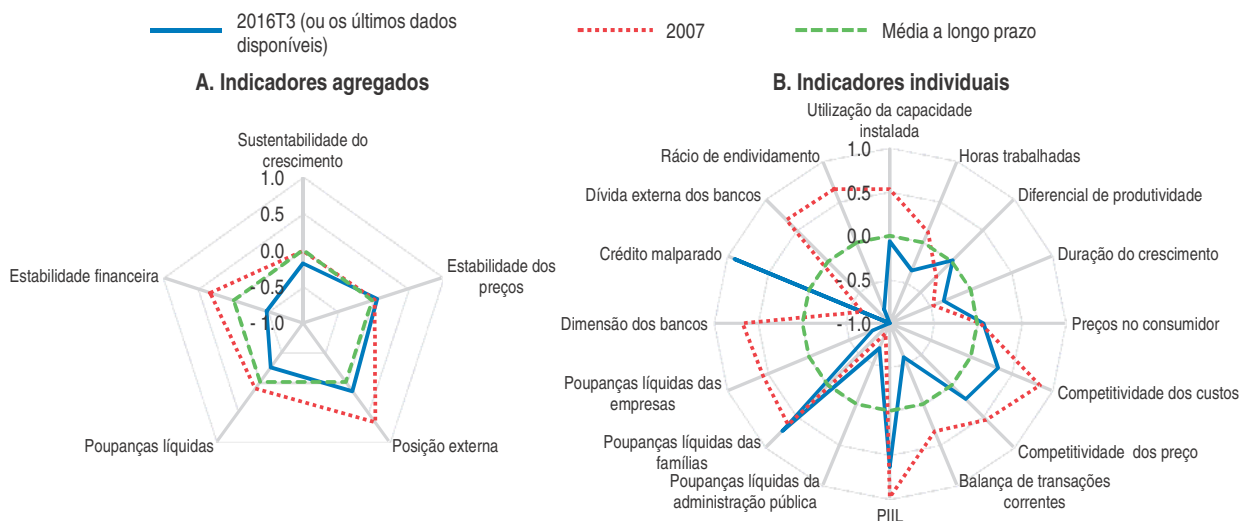 2016T3 (ou os últimos dados
disponíveis)
2007
Média a longo prazo
A. Indicadores agregados
Sustentabilidade do
crescimento
1.0
0.5
0.0
- 0.5
- 1.0
Estabilidade dos
preços
Posição externa
Poupanças líquidas
Estabilidade financeira
B. Indicadores individuais
Utilização da capacidade
instalada
1.0
0.5
0.0
- 0.5
- 1.0
Horas trabalhadas
Diferencial de produtividade
Duração do crescimento
Preços no consumidor
Competitividade dos custos
Competitividade dos preço
Balança de transações
correntes
PIIL
Poupanças líquidas da
administração pública
Poupanças líquidas das
famílias
Poupanças líquidas das
empresas
Dimensão dos bancos
Crédito malparado
Dívida externa dos bancos
Rácio de endividamento